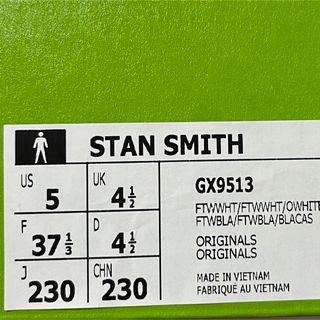 STAN SMITH
US UK
5 4½
F D
37⅓ 4½
J CHN
230 230
GX9513
FTWWHT/FTWWHT/OWHITE
FTWBLA/FTWBLA/BLACAS
ORIGINALS
ORIGINALS
MADE IN VIETNAM
FABRIQUÉ AU VIETNAM